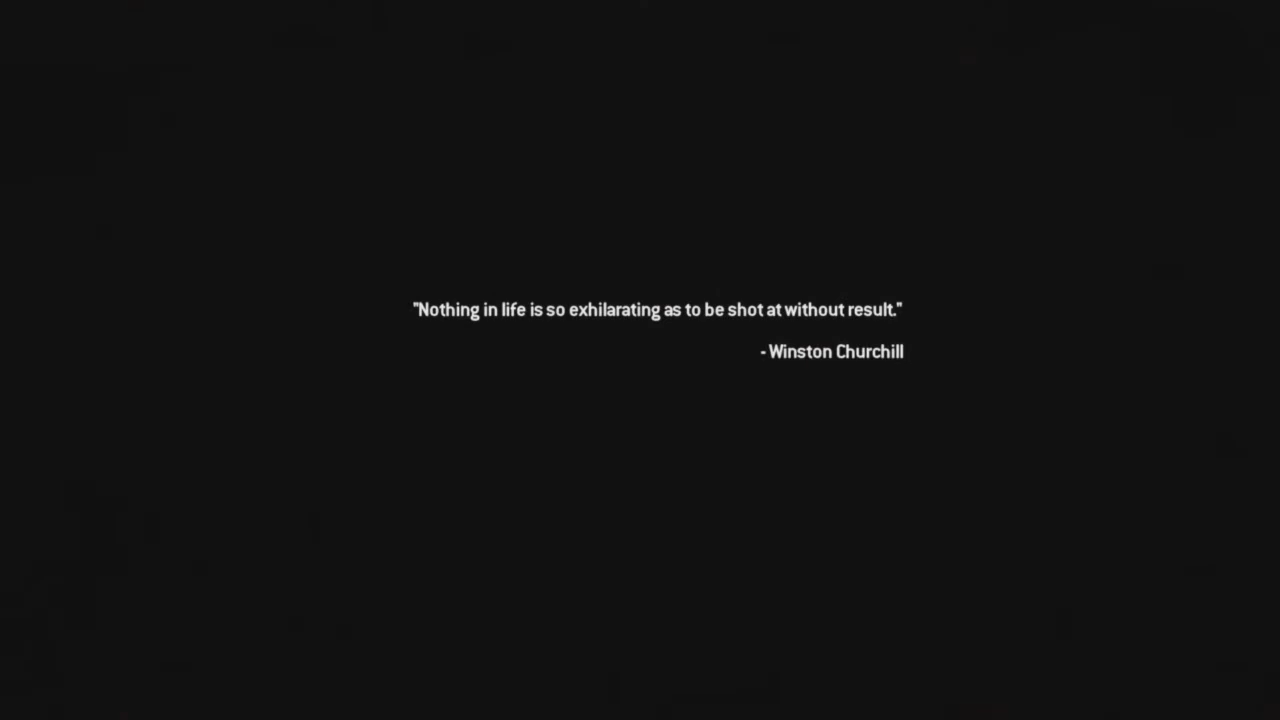 "Nothing in life is so exhilarating as to be shot at without result."
- Winston Churchill